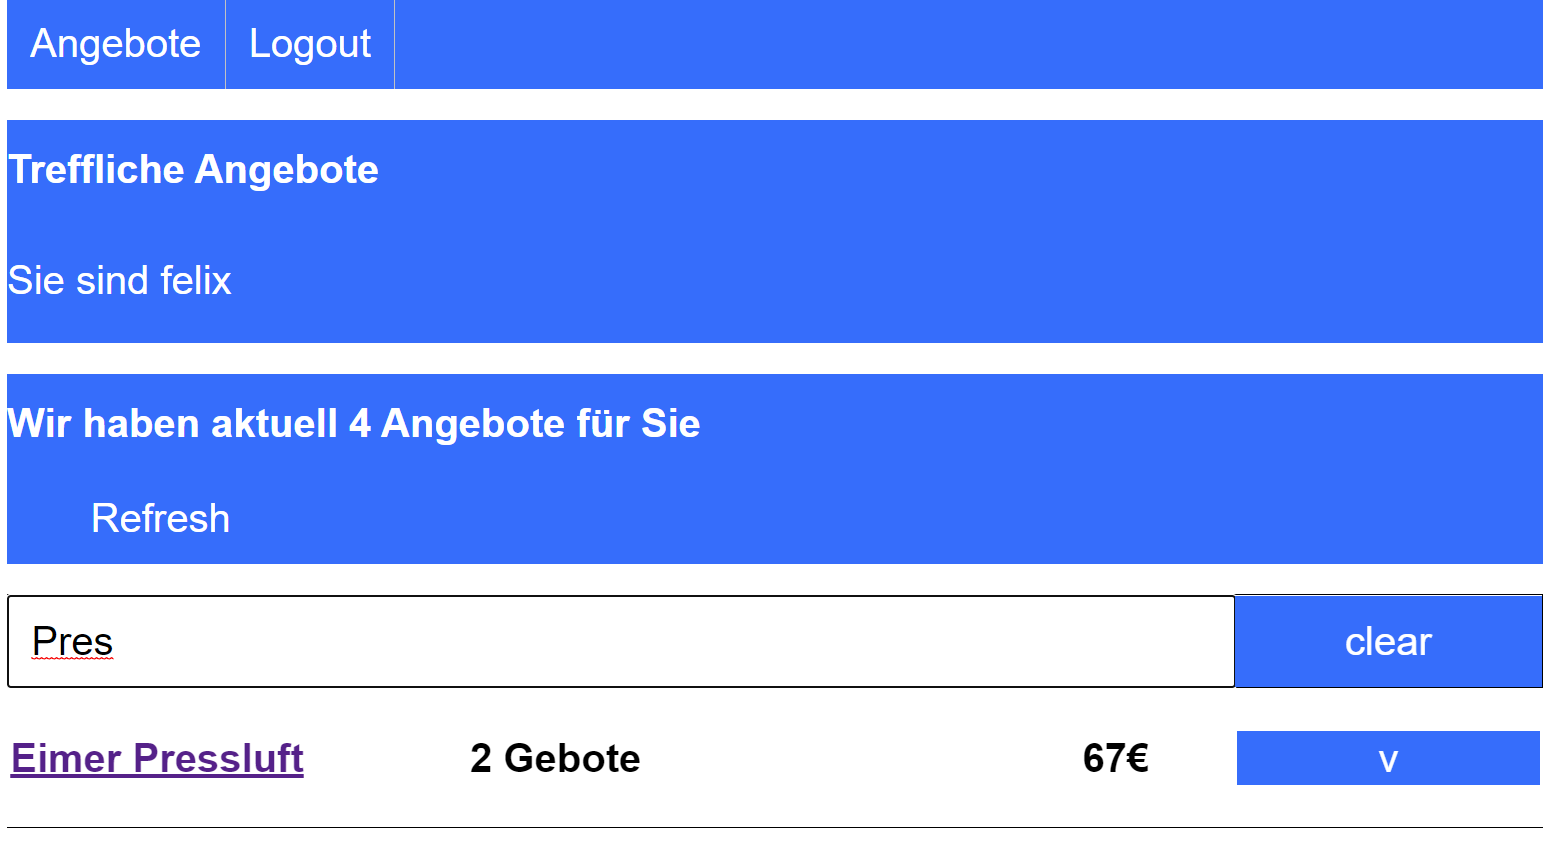 Angebote Logout
Treffliche Angebote
Sie sind felix
Wir haben aktuell 4 Angebote für Sie
Refresh
Pres clear
Eimer Pressluft 2 Gebote 67€ v